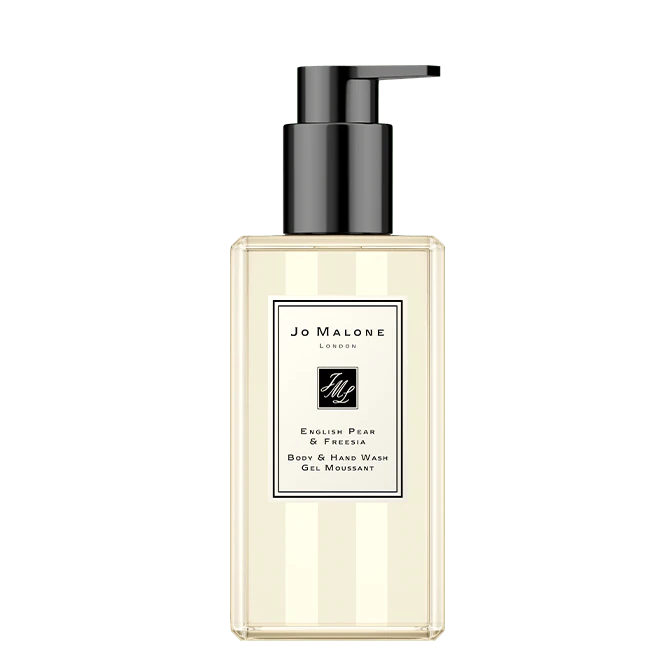 Jo Malone
London
JML
English Pear
& Freesia
Body & Hand Wash
Gel Moussant